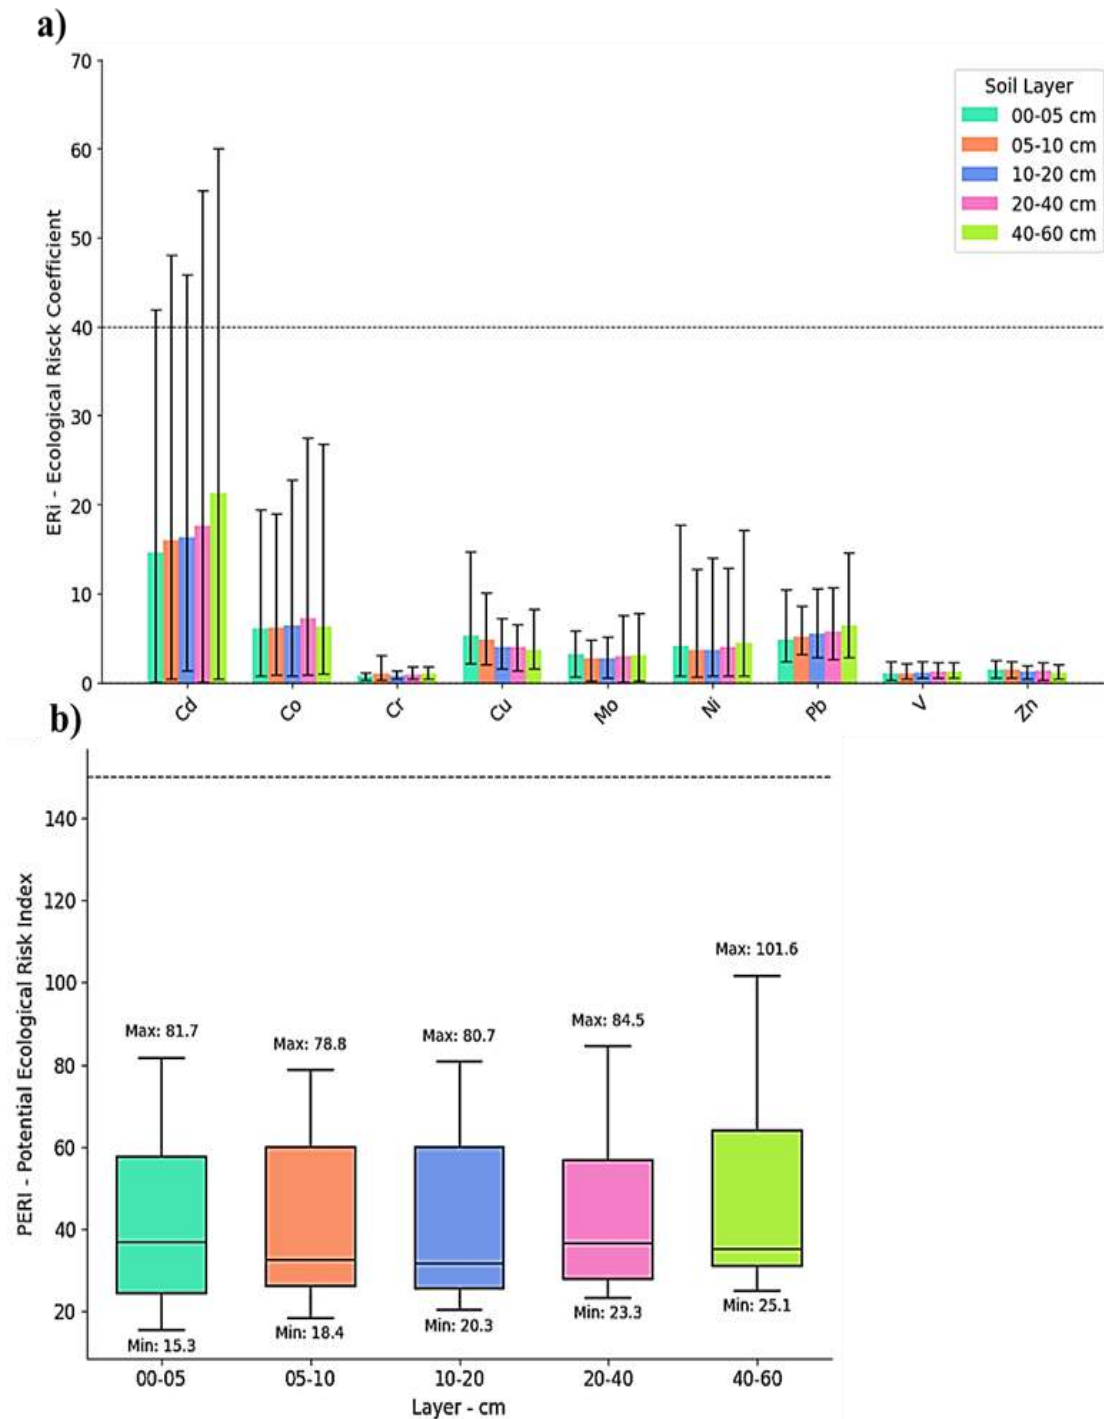 a)
70
60
50
40
30
20
10
0
ERi - Ecological Risck Coefficient
Soil Layer
00-05 cm
05-10 cm
10-20 cm
20-40 cm
40-60 cm
Cd Co Cr Cu Mo Ni Pb V Zn
b)
140
120
100
80
60
40
20
PERI - Potential Ecological Risk Index
Max: 81.7
Max: 78.8
Max: 80.7
Max: 84.5
Max: 101.6
Min: 15.3
Min: 18.4
Min: 20.3
Min: 23.3
Min: 25.1
00-05 05-10 10-20 20-40 40-60
Layer - cm